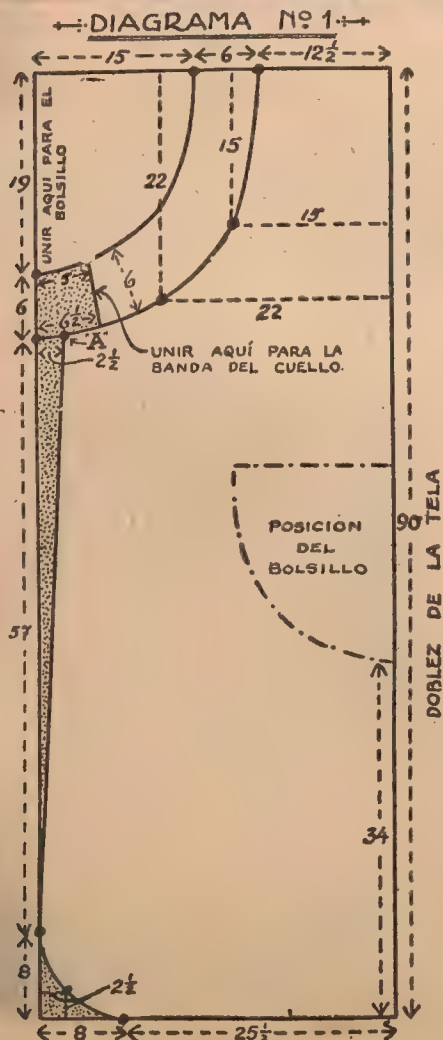 DIAGRAMA Nº 1
15
6
12½
UNIR AQUI PARA EL
BOLSILLO
19
22
15
15
5
6
22
6
6½
A
2½
UNIR AQUÍ PARA LA
BANDA DEL CUELLO.
POSICION
DEL
BOLSILLO
90
DOBLEZ DE LA TELA
57
34
8
2½
8
25½